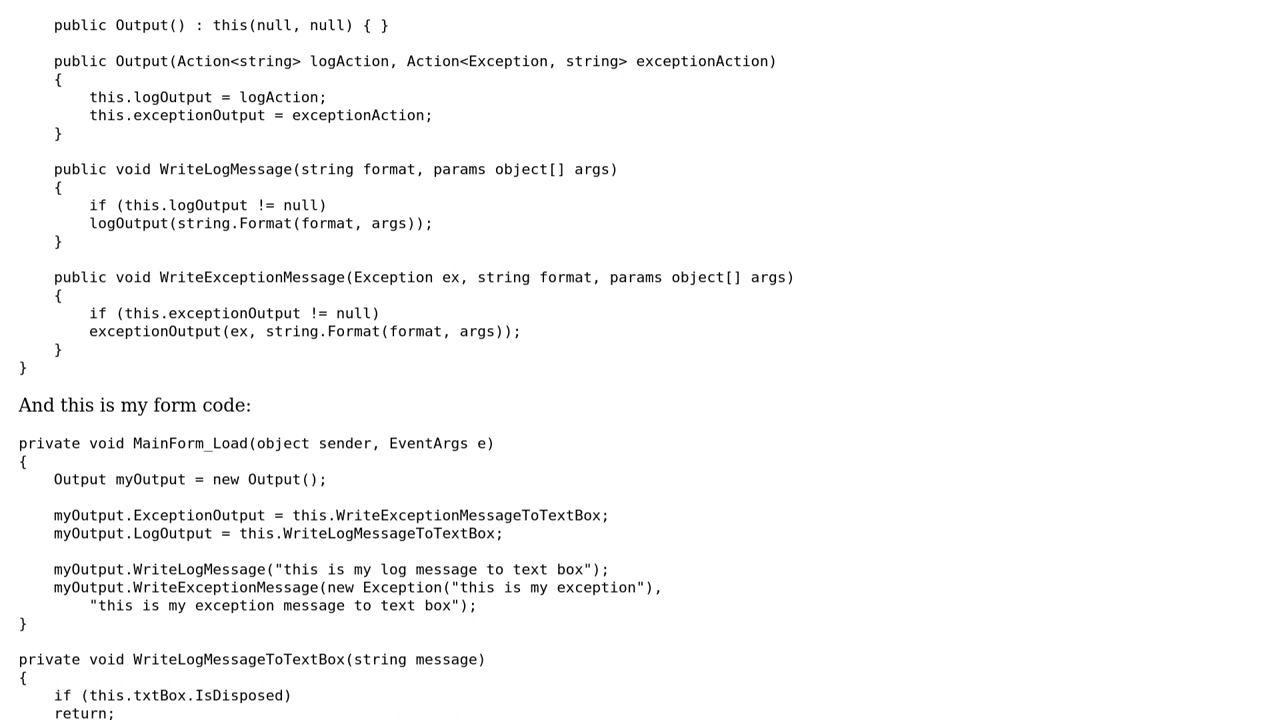 public Output() : this(null, null) { }
public Output(Action<string> logAction, Action<Exception, string> exceptionAction)
{
this.logOutput = logAction;
this.exceptionOutput = exceptionAction;
}
public void WriteLogMessage(string format, params object[] args)
{
if (this.logOutput != null)
logOutput(string.Format(format, args));
}
public void WriteExceptionMessage(Exception ex, string format, params object[] args)
{
if (this.exceptionOutput != null)
exceptionOutput(ex, string.Format(format, args));
}
}
And this is my form code:
private void MainForm_Load(object sender, EventArgs e)
{
Output myOutput = new Output();
myOutput.ExceptionOutput = this.WriteExceptionMessageToTextBox;
myOutput.LogOutput = this.WriteLogMessageToTextBox;
myOutput.WriteLogMessage("this is my log message to text box");
myOutput.WriteExceptionMessage(new Exception("this is my exception"),
"this is my exception message to text box");
}
private void WriteLogMessageToTextBox(string message)
{
if (this.txtBox.IsDisposed)
return;